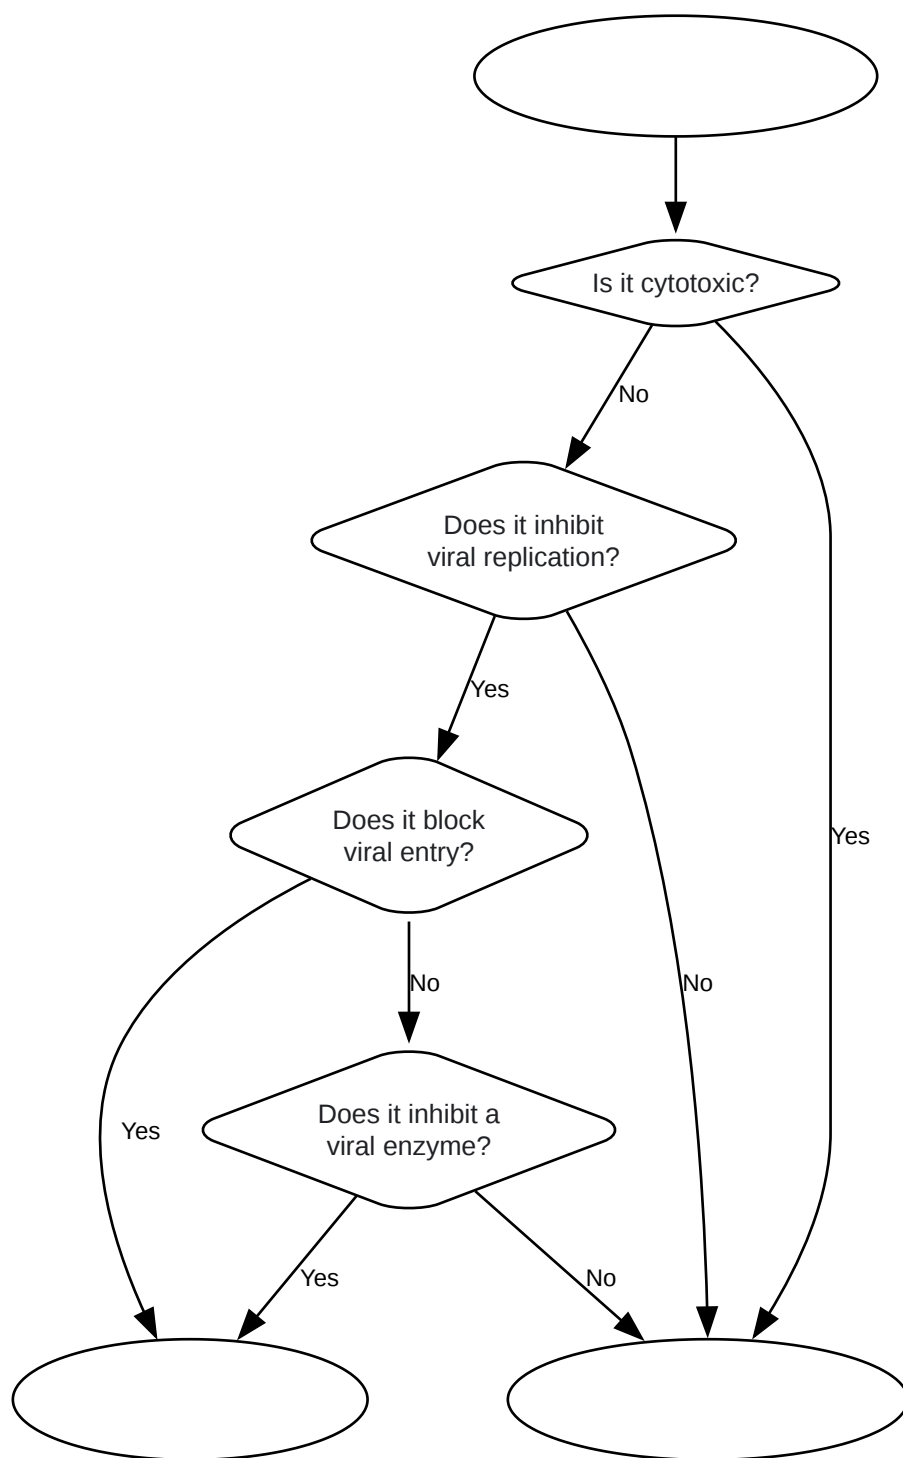 Is it cytotoxic?
No
Does it inhibit
viral replication?
Yes
Does it block
viral entry?
Yes
No
No
Yes
Does it inhibit a
viral enzyme?
Yes
No